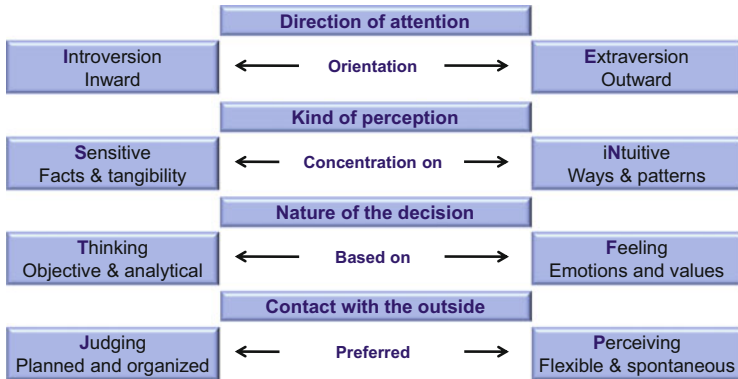 Direction of attention
Introversion
Inward
Orientation
Extraversion
Outward
Kind of perception
Sensitive
Facts & tangibility
Concentration on
iNtuitive
Ways & patterns
Nature of the decision
Thinking
Objective & analytical
Based on
Feeling
Emotions and values
Contact with the outside
Judging
Planned and organized
Preferred
Perceiving
Flexible & spontaneous